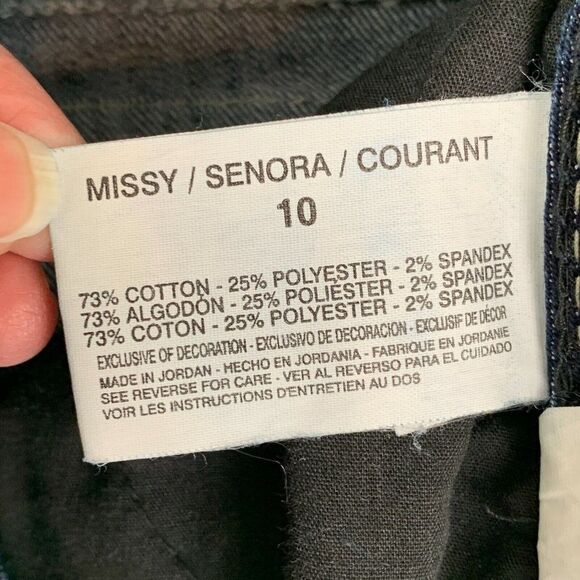 MISSY / SENORA / COURANT
10
73% COTTON - 25% POLYESTER - 2% SPANDEX
73% ALGODÓN - 25% POLIESTER - 2% SPANDEX
73% COTON - 25% POLYESTER - 2% SPANDEX
EXCLUSIVE OF DECORATION - EXCLUSIVO DE DECORACION - EXCLUSIF DE DÉCOR
MADE IN JORDAN - HECHO EN JORDANIA - FABRIQUE EN JORDANIE
SEE REVERSE FOR CARE - VER AL REVERSO PARA EL CUIDADO
VOIR LES INSTRUCTIONS D'ENTRETIEN AU DOS